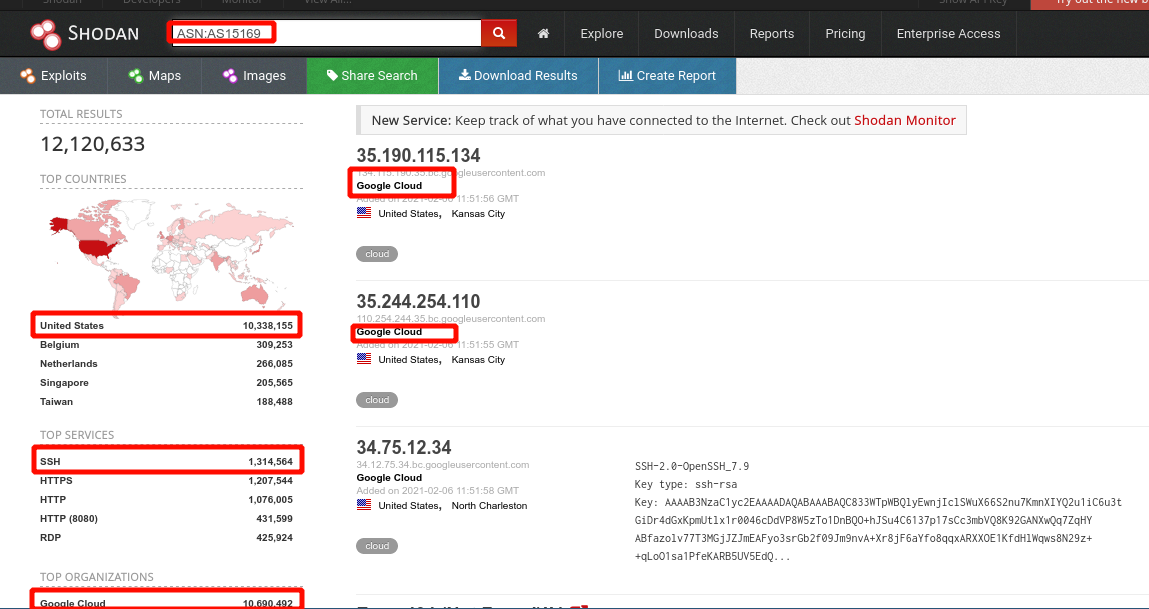 Shodan Developers Monitor View All... Show API Key Try out the new b
SHODAN ASN:AS15169 Explore Downloads Reports Pricing Enterprise Access
Exploits Maps Images Share Search Download Results Create Report
TOTAL RESULTS
12,120,633
TOP COUNTRIES
United States 10,338,155
Belgium 309,253
Netherlands 266,085
Singapore 205,565
Taiwan 188,488
TOP SERVICES
SSH 1,314,564
HTTPS 1,207,544
HTTP 1,076,005
HTTP (8080) 431,599
RDP 425,924
TOP ORGANIZATIONS
Google Cloud 10,690,492
New Service: Keep track of what you have connected to the Internet. Check out Shodan Monitor
35.190.115.134
134.115.190.35.bc.googleusercontent.com
Google Cloud
Added on 2021-02-06 11:51:56 GMT
United States, Kansas City
cloud
35.244.254.110
110.254.244.35.bc.googleusercontent.com
Google Cloud
Added on 2021-02-06 11:51:55 GMT
United States, Kansas City
cloud
34.75.12.34
34.12.75.34.bc.googleusercontent.com
Google Cloud
Added on 2021-02-06 11:51:58 GMT
United States, North Charleston
cloud
SSH-2.0-OpenSSH_7.9
Key type: ssh-rsa
Key: AAAAB3NzaC1yc2EAAAADAQABAAABAQC833WTpWBQlyEwnjIclSWuX66S2nu7KmnXIYQ2u1iC6u3t
GiDr4dGxKpmUtlx1r0046cDdVP8W5zTo1DnBQO+hJSu4C6137p17sCc3mbVQ8K92GANXwQq7ZqHY
ABfazolv77T3MGjJZJmEAFyo3srGb2f09Jm9nvA+Xr8jF6aYfo8qqxARXXOE1KfdHlWqws8N29z+
+qLoO1sa1PfeKARB5UV5EdQ...